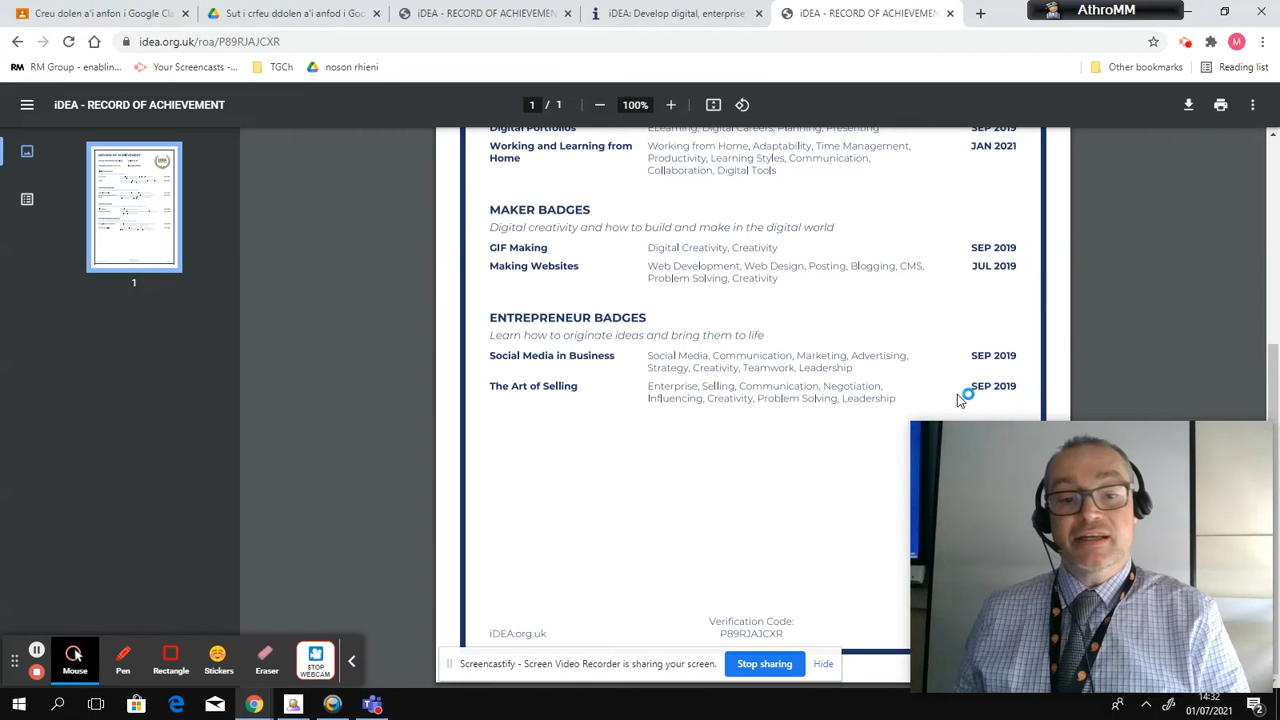 Creu dolen a i anfon i Google Clas
Sut i crfeu ddolen a'i anfon
iDEA - RECORD OF ACHIEVEMEN
iDEA: Develop digital, enterprise
iDEA - RECORD OF ACHIEVEMEN
AthroMM
idea.org.uk/roa/P89RJAJCXR
M
RM RM Group - enablin...
Your Screencasts -...
TGCh
noson rhieni
Other bookmarks
Reading list
iDEA - RECORD OF ACHIEVEMENT
1 / 1
100%
Digital Portfolios ELearning, Digital Careers, Planning, Presenting SEP 2019
Working and Learning from Working from Home, Adaptability, Time Management, JAN 2021
Home Productivity, Learning Styles, Communication,
Collaboration, Digital Tools
MAKER BADGES
Digital creativity and how to build and make in the digital world
GIF Making Digital Creativity, Creativity SEP 2019
Making Websites Web Development, Web Design, Posting, Blogging, CMS, JUL 2019
Problem Solving, Creativity
1
ENTREPRENEUR BADGES
Learn how to originate ideas and bring them to life
Social Media in Business Social Media, Communication, Marketing, Advertising, SEP 2019
Strategy, Creativity, Teamwork, Leadership
The Art of Selling Enterprise, Selling, Communication, Negotiation, SEP 2019
Influencing, Creativity, Problem Solving, Leadership
Verification Code:
iDEA.org.uk P89RJAJCXR
Mouse
Pen
Rectangle
Stickers
Eraser
STOP
WEBCAM
Screencastify - Screen Video Recorder is sharing your screen.
Stop sharing
Hide
14:32
01/07/2021